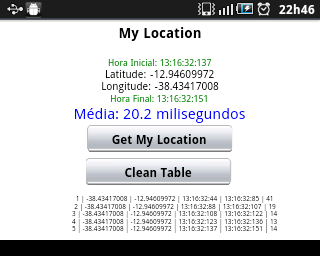 22h46
My Location
Hora Inicial: 13:16:32:137
Latitude: -12.94609972
Longitude: -38.43417008
Hora Final: 13:16:32:151
Média: 20.2 milisegundos
Get My Location
Clean Table
1 | -38.43417008 | -12.94609972 | 13:16:32:44 | 13:16:32:85 | 41
2 | -38.43417008 | -12.94609972 | 13:16:32:88 | 13:16:32:107 | 19
3 | -38.43417008 | -12.94609972 | 13:16:32:108 | 13:16:32:122 | 14
4 | -38.43417008 | -12.94609972 | 13:16:32:123 | 13:16:32:136 | 13
5 | -38.43417008 | -12.94609972 | 13:16:32:137 | 13:16:32:151 | 14